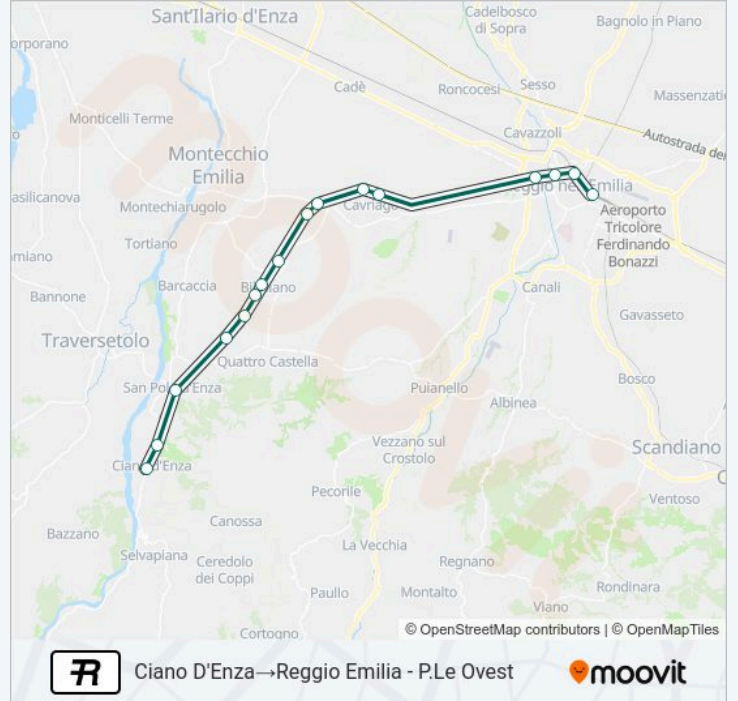 Sant'Ilario d'Enza
Cadelbosco
di Sopra
Bagnolo in Piano
orporano
Cadè
Roncocesi
Sesso
Massenzatico
Monticelli Terme
Cavazzoli
Autostrada del
Montecchio
Emilia
Reggio nell'Emilia
asilicanova
Montechiarugolo
Cavriago
Aeroporto
Tricolore
Ferdinando
Bonazzi
Tortiano
miano
Barcaccia
Bibbiano
Canali
Bannone
Gavasseto
Traversetolo
Quattro Castella
San Polo d'Enza
Puianello
Bosco
Albinea
Vezzano sul
Crostolo
Scandiano
Ciano d'Enza
Pecorile
Ventoso
Canossa
Bazzano
La Vecchia
Selvapiana
Ceredolo
dei Coppi
Regnano
Rondinara
Paullo
Montalto
Viano
Cortogno
© OpenStreetMap contributors | © OpenMapTiles
R
Ciano D'Enza→Reggio Emilia - P.Le Ovest
moovit